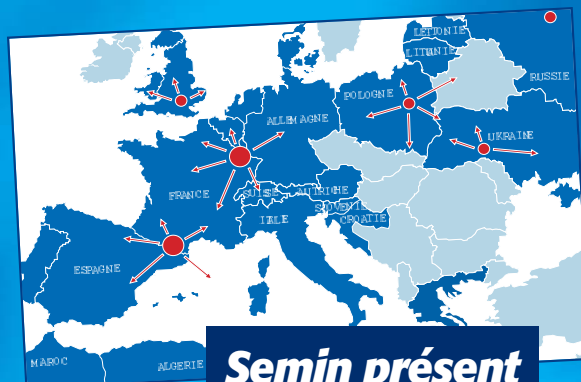 LETTONIE
LITUANIE
RUSSIE
POLOGNE
ALLEMAGNE
UKRAINE
FRANCE
SUISSE
AUTRICHE
SLOVENIE
ITALIE
CROATIE
ESPAGNE
MAROC
ALGERIE
Semin présent